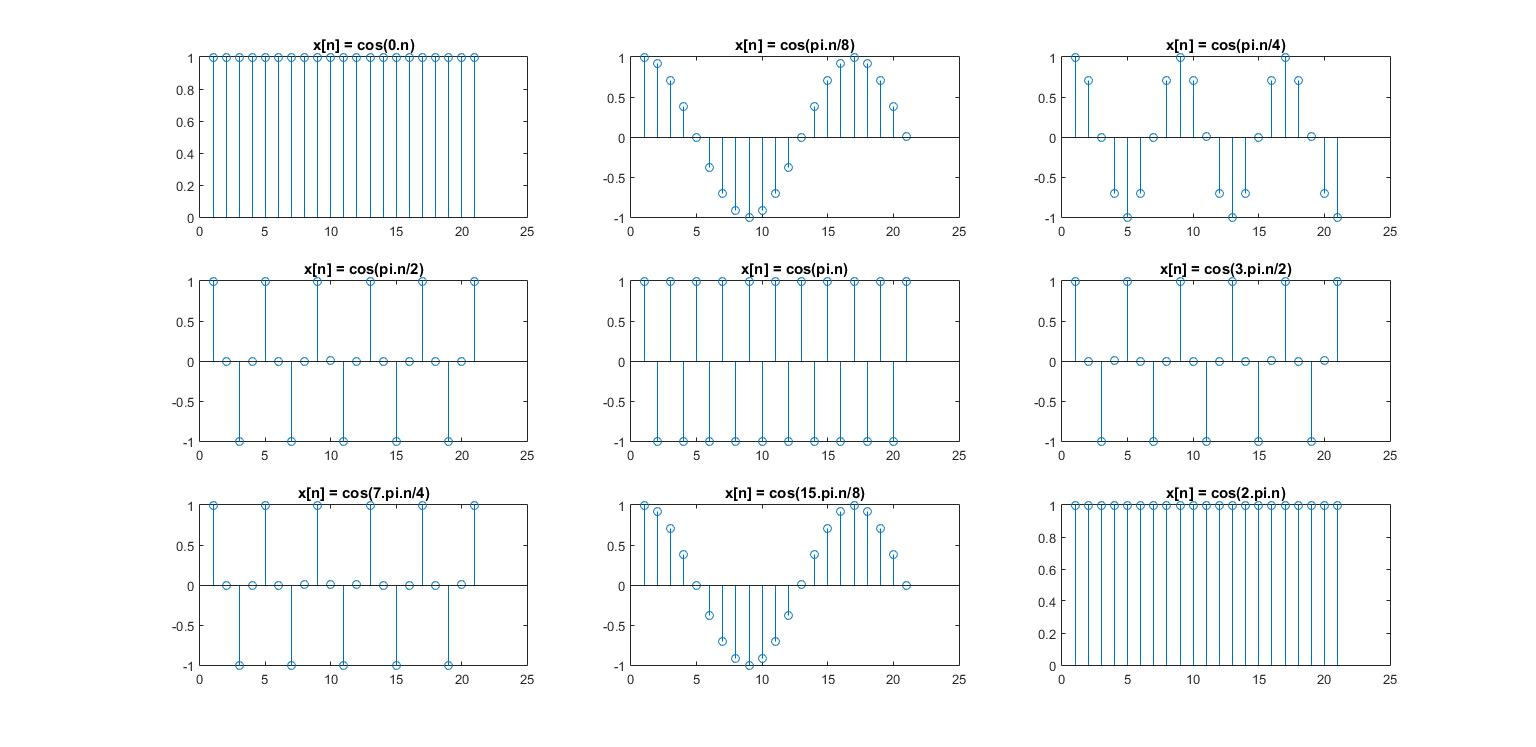 x[n] = cos(0.n)
1
0.8
0.6
0.4
0.2
0
0 5 10 15 20 25
x[n] = cos(pi.n/8)
1
0.5
0
-0.5
-1
0 5 10 15 20 25
x[n] = cos(pi.n/4)
1
0.5
0
-0.5
-1
0 5 10 15 20 25
x[n] = cos(pi.n/2)
1
0.5
0
-0.5
-1
0 5 10 15 20 25
x[n] = cos(pi.n)
1
0.5
0
-0.5
-1
0 5 10 15 20 25
x[n] = cos(3.pi.n/2)
1
0.5
0
-0.5
-1
0 5 10 15 20 25
x[n] = cos(7.pi.n/4)
1
0.5
0
-0.5
-1
0 5 10 15 20 25
x[n] = cos(15.pi.n/8)
1
0.5
0
-0.5
-1
0 5 10 15 20 25
x[n] = cos(2.pi.n)
1
0.8
0.6
0.4
0.2
0
0 5 10 15 20 25